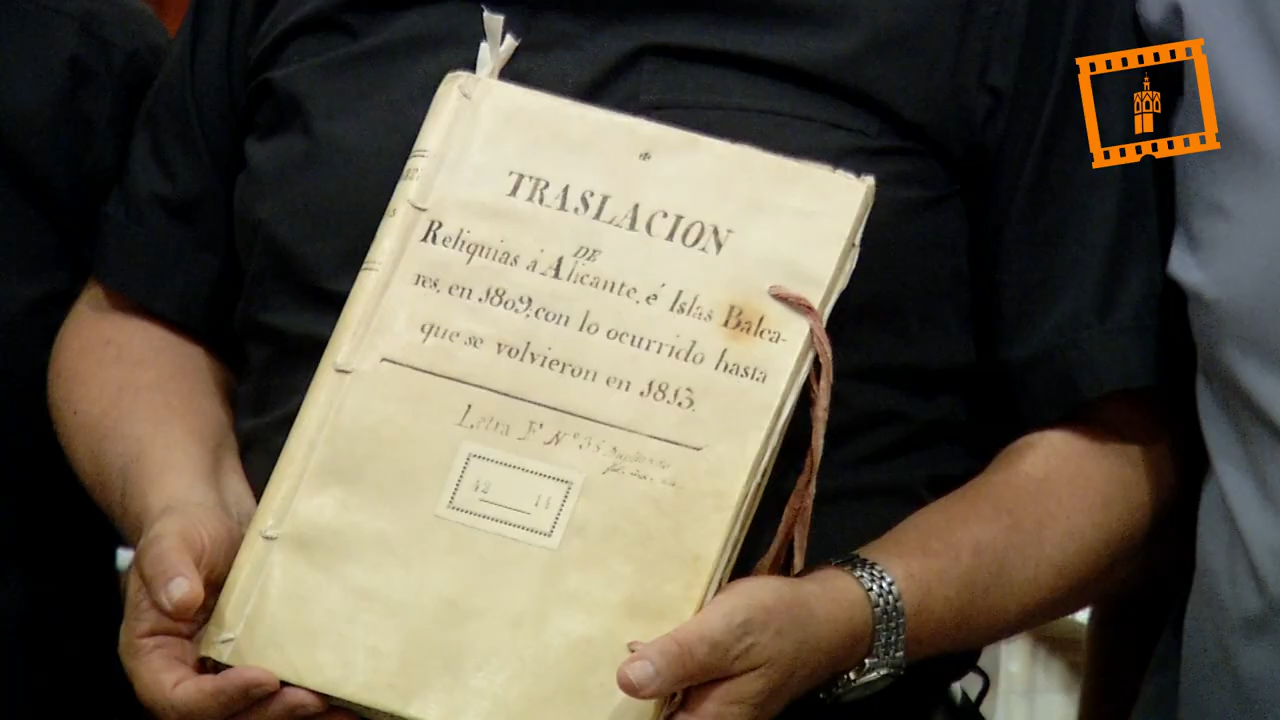 TRASLACION
DE
Reliquias á Alicante, é Islas Balea-
res, en 1809, con lo ocurrido hasta
que se volvieron en 1813.
Letra F Nº 35
42 11